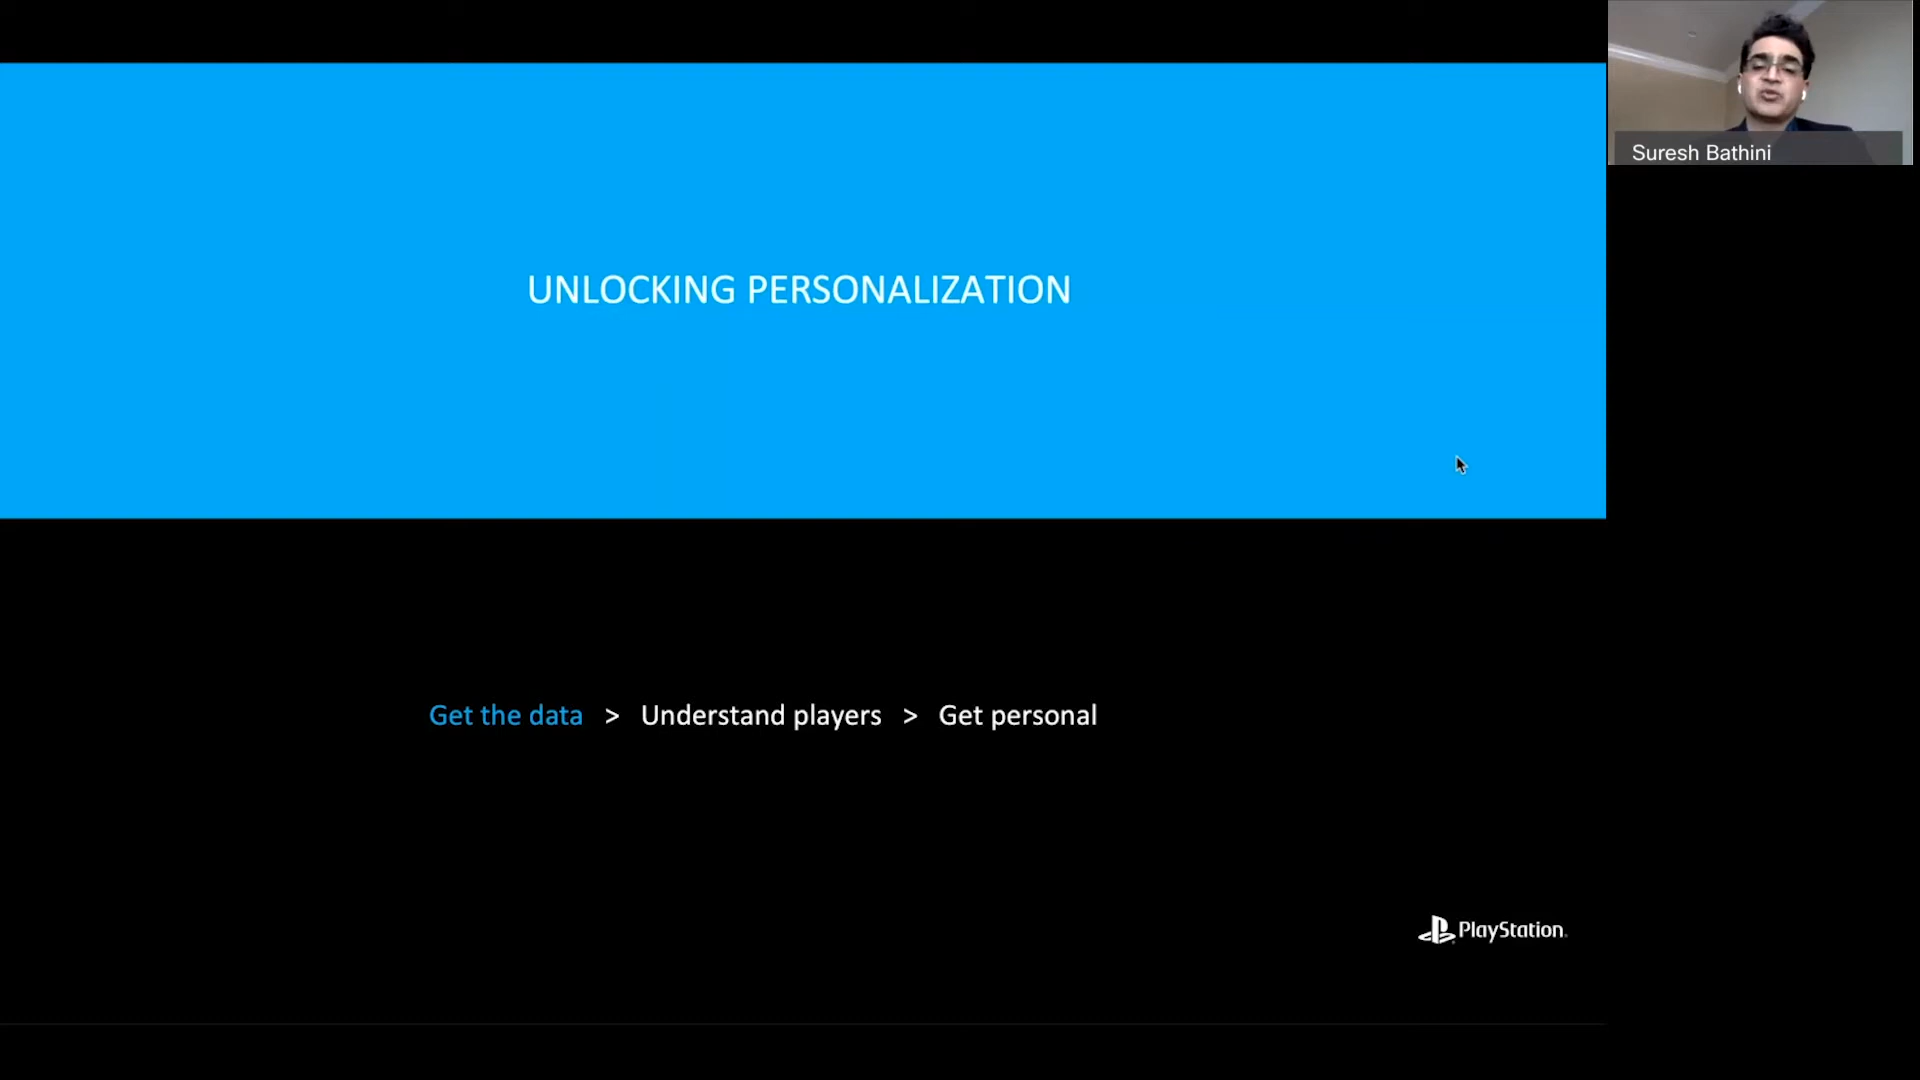 UNLOCKING PERSONALIZATION
Suresh Bathini
Get the data > Understand players > Get personal
PlayStation